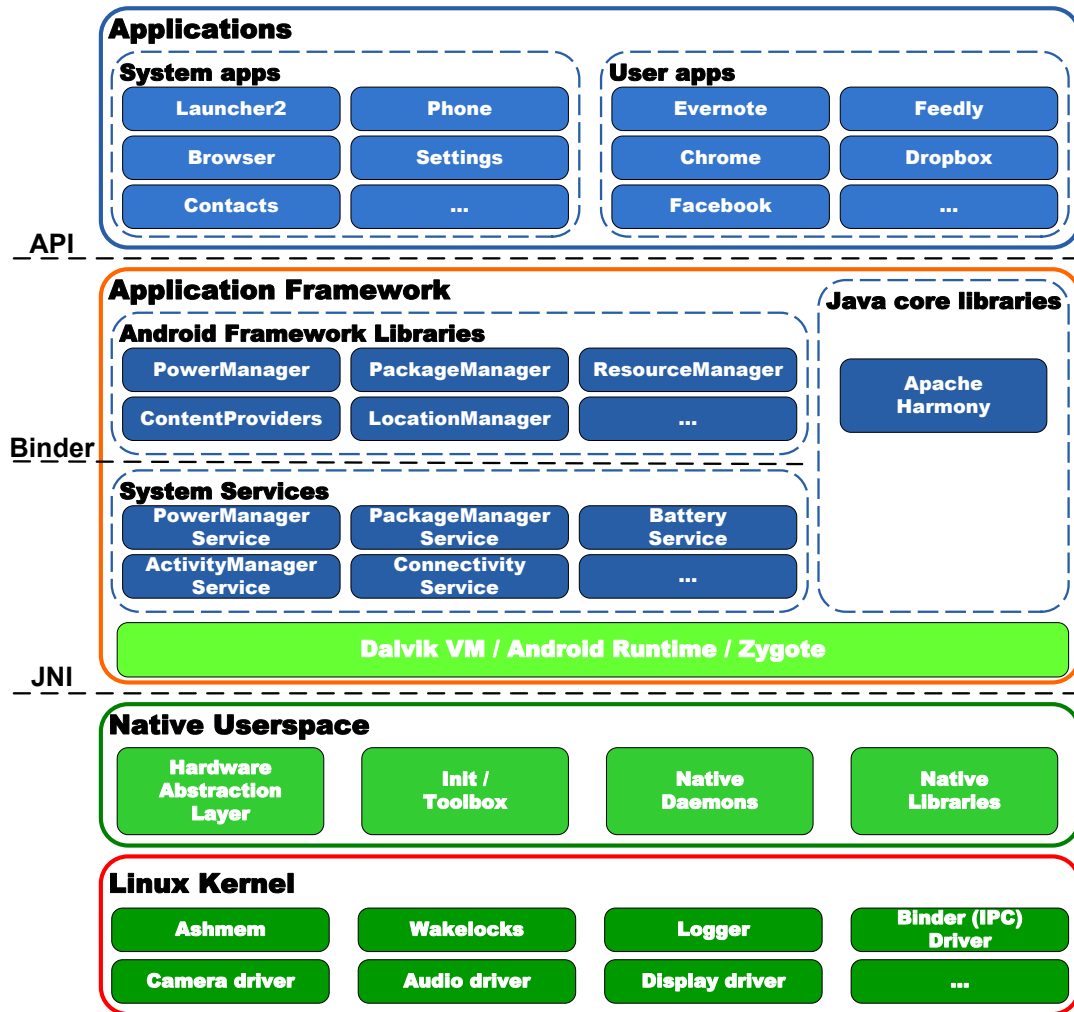 Applications
System apps
User apps
Launcher2
Phone
Evernote
Feedly
Browser
Settings
Chrome
Dropbox
Contacts
...
Facebook
...
API
Application Framework
Java core libraries
Android Framework Libraries
PowerManager
PackageManager
ResourceManager
Apache
Harmony
ContentProviders
LocationManager
...
Binder
System Services
PowerManager
Service
PackageManager
Service
Battery
Service
ActivityManager
Service
Connectivity
Service
...
Dalvik VM / Android Runtime / Zygote
JNI
Native Userspace
Hardware
Abstraction
Layer
Init /
Toolbox
Native
Daemons
Native
Libraries
Linux Kernel
Ashmem
Wakelocks
Logger
Binder (IPC)
Driver
Camera driver
Audio driver
Display driver
...